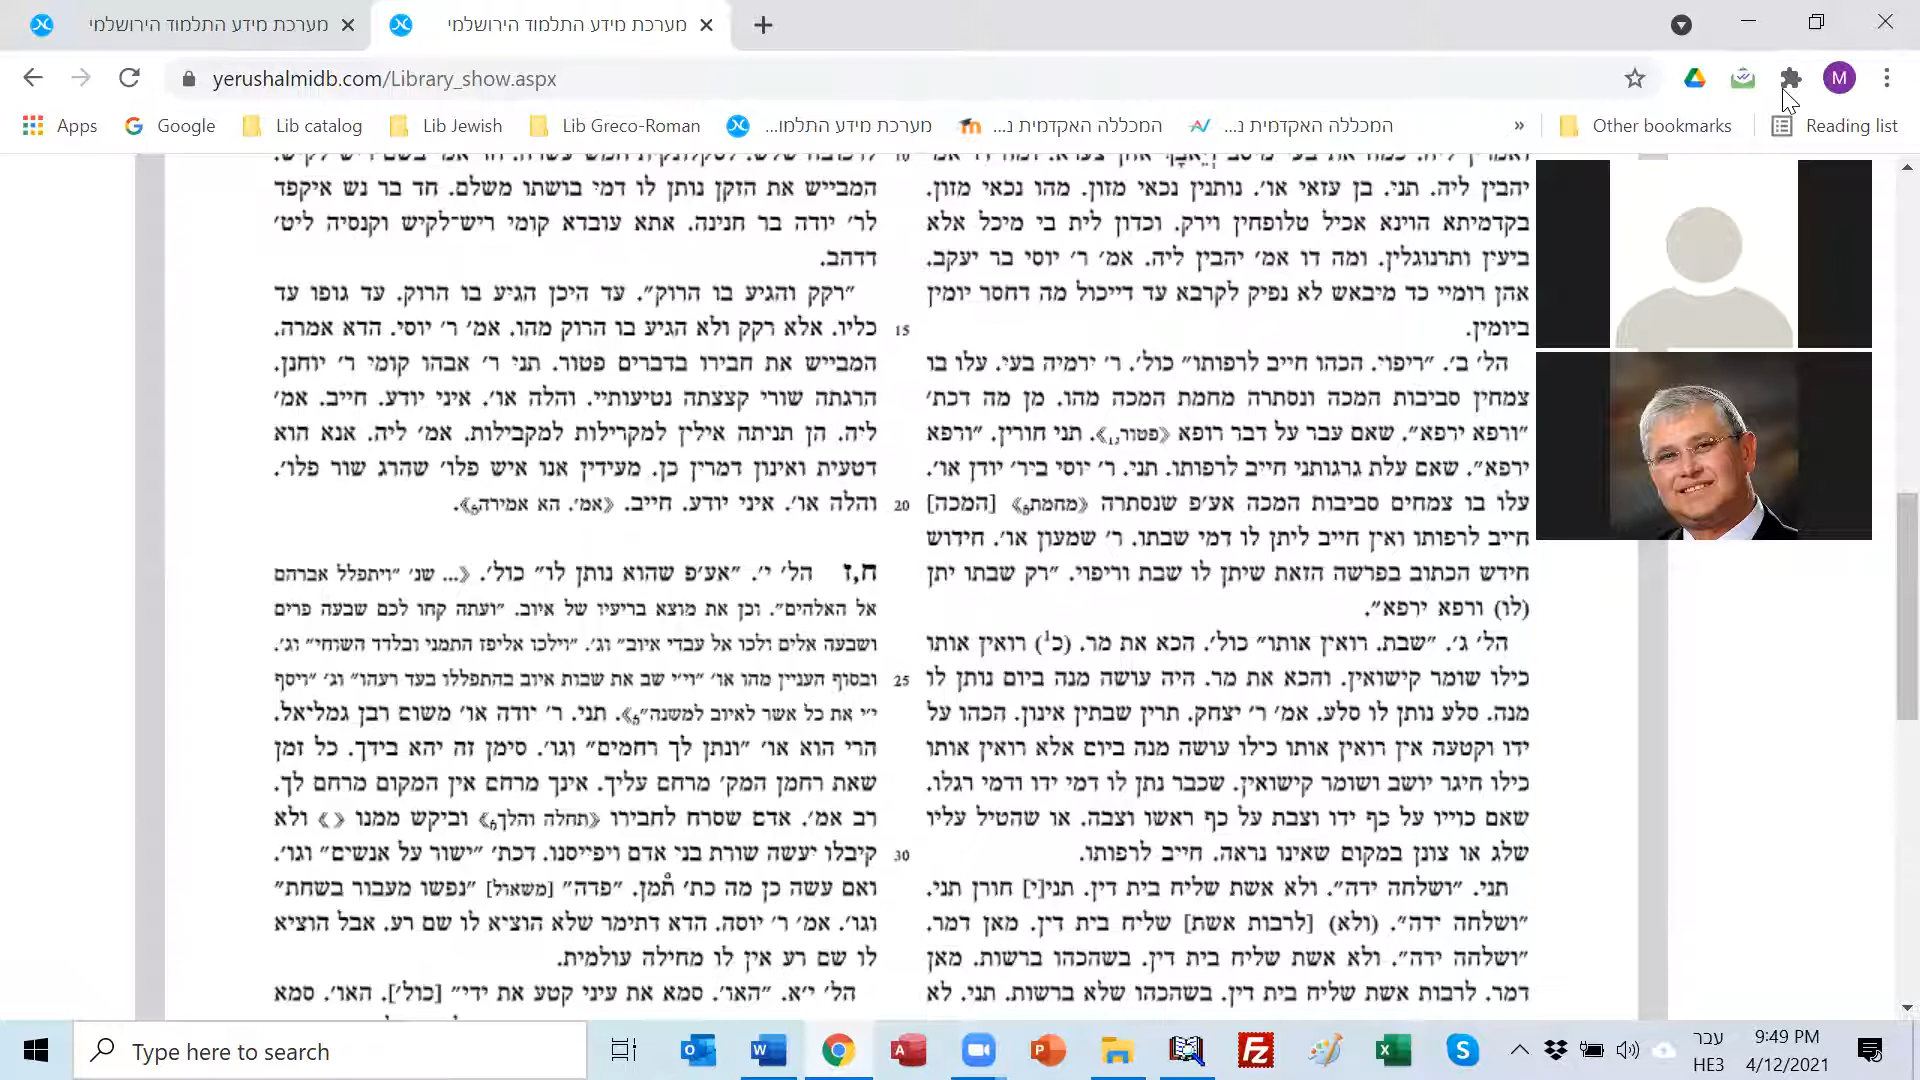 מערכת מידע התלמוד הירושלמי
מערכת מידע התלמוד הירושלמי
yerushalmidb.com/Library_show.aspx
M
Apps
Google
Lib catalog
Lib Jewish
Lib Greco-Roman
מערכת מידע התלמו...
המכללה האקדמית נ...
המכללה האקדמית נ...
»
Other bookmarks
Reading list
יהבין ליה. תני. בן עזאי או׳. נותנין נכאי מזון. מהו נכאי מזון.
בקדמיתא הוינא אכיל טלופחין וירק. וכדון לית בי מיכל אלא
ביעין ותרנוגלין. ומה דו אמ׳ יהבין ליה. אמ׳ ר׳ יוסי בר יעקב.
אהן רומיי כד מיבאש לא נפיק לקרבא עד דייכול מה דחסר יומין
ביומין.
הל׳ ב׳. ״ריפוי. הכהו חייב לרפותו״ כול׳. ר׳ ירמיה בעי. עלו בו
צמחין סביבות המכה ונסתרה מחמת המכה מהו. מן מה דכת׳
״ורפא ירפא״. שאם עבר על דבר רופא《פטור,》. תני חורין. ״ורפא
ירפא״. שאם עלת גרגותני חייב לרפותו. תני. ר׳ יוסי ביר׳ יודן או׳.
עלו בו צמחים סביבות המכה אע׳פ שנסתרה 《מחמת》 [המכה]
חייב לרפותו ואין חייב ליתן לו דמי שבתו. ר׳ שמעון או׳. חידוש
חידש הכתוב בפרשה הזאת שיתן לו שבת וריפוי. ״רק שבתו יתן
(לו) ורפא ירפא״.
הל׳ ג׳. ״שבת. רואין אותו״ כול׳. הכא את מר. (כ¹) רואין אותו
כילו שומר קישואין. והכא את מר. היה עושה מנה ביום נותן לו
מנה. סלע נותן לו סלע. אמ׳ ר׳ יצחק. תרין שבתין אינון. הכהו על
ידו וקטעה אין רואין אותו כילו עושה מנה ביום אלא רואין אותו
כילו חיגר יושב ושומר קישואין. שכבר נתן לו דמי ידו ודמי רגלו.
שאם כוייו על כף ידו וצבת על כף ראשו וצבה. או שהטיל עליו
שלג או צונן במקום שאינו נראה. חייב לרפותו.
תני. ״ושלחה ידה״. ולא אשת שליח בית דין. תני[י] חורן תני.
״ושלחה ידה״. (ולא) [לרבות אשת] שליח בית דין. מאן דמר.
״ושלהה ידה״. ולא אשת שליח בית דין. בשהכהו ברשות. מאן
דמר. לרבות אשת שליח בית דין. בשהכהו שלא ברשות. תני. לא
10
15
20
25
30
המבייש את הזקן נותן לו דמי בושתו משלם. חד בר נש איקפד
לר׳ יודה בר חנינה. אתא עובדא קומי ריש־לקיש וקנסיה ליט׳
דדהב.
״רקק והגיע בו הרוק״. עד היכן הגיע בו הרוק. עד גופו עד
כליו. אלא רקק ולא הגיע בו הרוק מהו. אמ׳ ר׳ יוסי. הדא אמרה.
המבייש את חבירו בדברים פטור. תני ר׳ אבהו קומי ר׳ יוחנן.
הרגתה שורי קצצתה נטיעותיי. והלה או׳. איני יודע. חייב. אמ׳
ליה. הן תניתה אילין למקרילות למקבילות. אמ׳ ליה. אנא הוא
דטעית ואינון דמרין כן. מעידין אנו איש פלו׳ שהרג שור פלו׳.
והלה או׳. איני יודע. חייב. 《אמ׳. הא אמירה》.
ח,ז הל׳ י׳. ״אע׳פ שהוא נותן לו״ כול׳. 《... שנ׳ ״ויתפלל אברהם
אל האלהים״. וכן את מוצא בריעיו של איוב. ״ועתה קחו לכם שבעה פרים
ושבעה אלים ולכו אל עבדי איוב״ וג׳. ״וילכו אליפז התמני ובלדד השוחי״ וג׳.
ובסוף העניין מהו או׳ ״וי׳י שב את שבות איוב בהתפללו בעד רעהו״ וג׳ ״ויסף
י׳י את כל אשר לאיוב למשנה״》. תני. ר׳ יודה או׳ משום רבן גמליאל.
הרי הוא או׳ ״ונתן לך רחמים״ וגו׳. סימן זה יהא בידך. כל זמן
שאת רחמן המק׳ מרחם עליך. אינך מרחם אין המקום מרחם לך.
רב אמ׳. אדם שסרח לחבירו 《תחלה והלך》 וביקש ממנו 《 》 ולא
קיבלו יעשה שורת בני אדם ויפייסנו. דכת׳ ״ישור על אנשים״ וגו׳.
ואם עשה כן מה כת׳ תמן. ״פדה״ [משאול] ״נפשו מעבור בשחת״
וגו׳. אמ׳ ר׳ יוסה. הדא דתימר שלא הוציא לו שם רע. אבל הוציא
לו שם רע אין לו מחילה עולמית.
הל׳ י׳א. ״האו׳. סמא את עיני קטע את ידי״ [כול׳]. האו׳. סמא
Type here to search
עבר
HE3
9:49 PM
4/12/2021